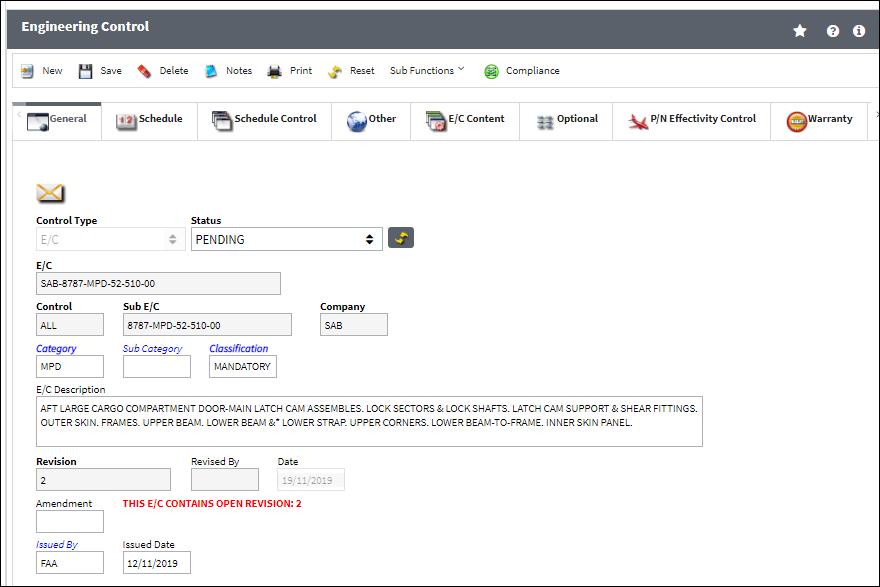 Engineering Control
New Save Delete Notes Print Reset Sub Functions Compliance
General Schedule Schedule Control Other E/C Content Optional P/N Effectivity Control Warranty
Control Type Status
E/C PENDING
E/C
SAB-8787-MPD-52-510-00
Control Sub E/C Company
ALL 8787-MPD-52-510-00 SAB
Category Sub Category Classification
MPD MANDATORY
E/C Description
AFT LARGE CARGO COMPARTMENT DOOR-MAIN LATCH CAM ASSEMBLES. LOCK SECTORS & LOCK SHAFTS. LATCH CAM SUPPORT & SHEAR FITTINGS.
OUTER SKIN. FRAMES. UPPER BEAM. LOWER BEAM &* LOWER STRAP. UPPER CORNERS. LOWER BEAM-TO-FRAME. INNER SKIN PANEL.
Revision Revised By Date
2 19/11/2019
Amendment THIS E/C CONTAINS OPEN REVISION: 2
Issued By Issued Date
FAA 12/11/2019